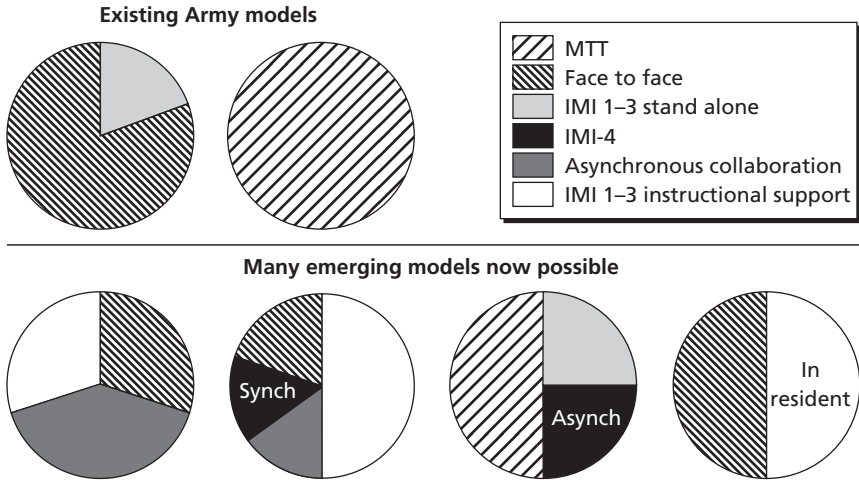 Existing Army models
MTT
Face to face
IMI 1–3 stand alone
IMI-4
Asynchronous collaboration
IMI 1–3 instructional support
Many emerging models now possible
Synch
Asynch
In
resident